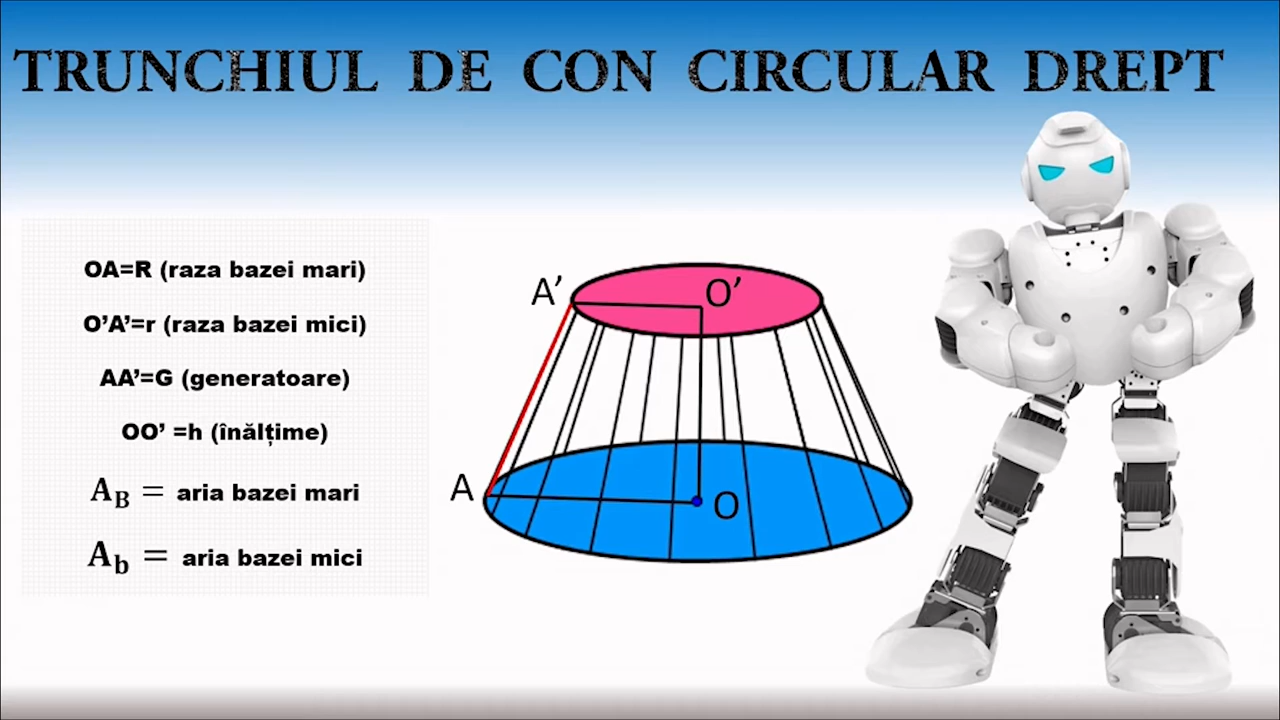 TRUNCHIUL DE CON CIRCULAR DREPT
OA=R (raza bazei mari)
O’A’=r (raza bazei mici)
AA’=G (generatoare)
OO’ =h (înălțime)
A_B = aria bazei mari
A_b = aria bazei mici
A’
O’
A
O